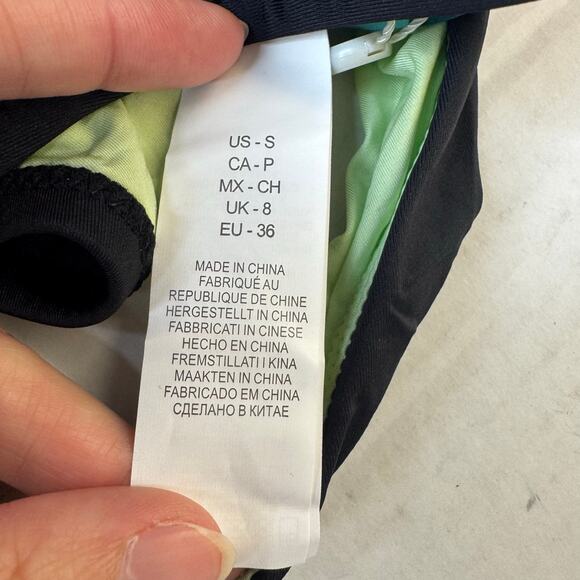 US - S
CA - P
MX - CH
UK - 8
EU - 36
MADE IN CHINA
FABRIQUÉ AU
REPUBLIQUE DE CHINE
HERGESTELLT IN CHINA
FABBRICATI IN CINESE
HECHO EN CHINA
FREMSTILLATI I KINA
MAAKTEN IN CHINA
FABRICADO EM CHINA
СДЕЛАНО В КИТАЕ